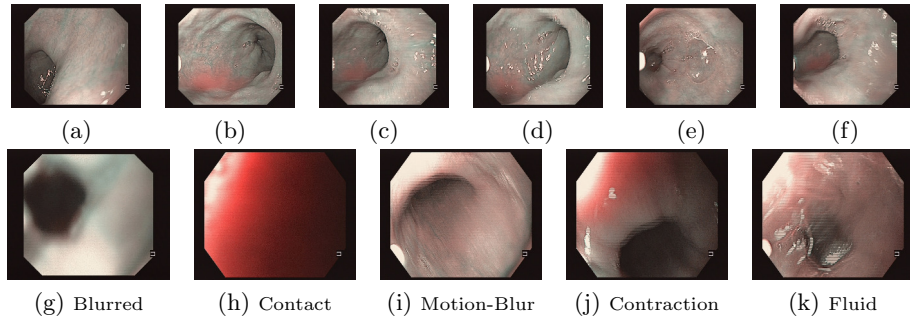 (a) (b) (c) (d) (e) (f)
(g) Blurred (h) Contact (i) Motion-Blur (j) Contraction (k) Fluid